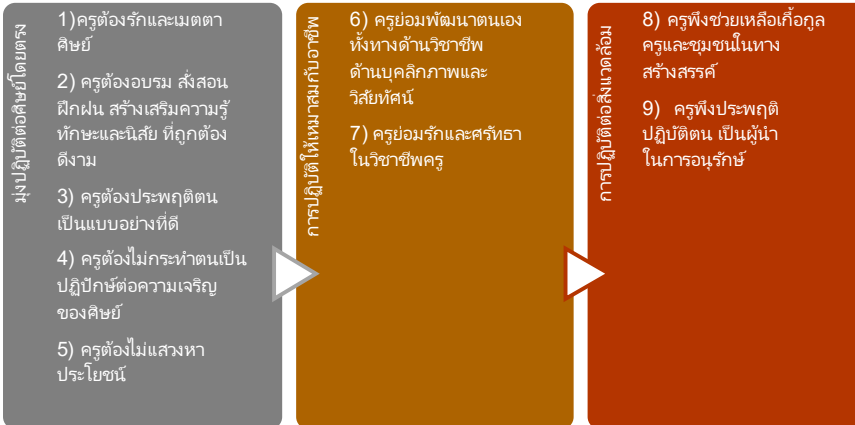 มุ่งปฏิบัติต่อศิษย์โดยตรง
1)ครูต้องรักและเมตตา
ศิษย์
2) ครูต้องอบรม สั่งสอน
ฝึกฝน สร้างเสริมความรู้
ทักษะและนิสัย ที่ถูกต้อง
ดีงาม
3) ครูต้องประพฤติตน
เป็นแบบอย่างที่ดี
4) ครูต้องไม่กระทำตนเป็น
ปฏิปักษ์ต่อความเจริญ
ของศิษย์
5) ครูต้องไม่แสวงหา
ประโยชน์
การปฏิบัติให้เหมาสมกับอาชีพ
6) ครูย่อมพัฒนาตนเอง
ทั้งทางด้านวิชาชีพ
ด้านบุคลิกภาพและ
วิสัยทัศน์
7) ครูย่อมรักและศรัทธา
ในวิชาชีพครู
การปฏิบัติต่อสิ่งแวดล้อม
8) ครูพึงช่วยเหลือเกื้อกูล
ครูและชุมชนในทาง
สร้างสรรค์
9) ครูพึงประพฤติ
ปฏิบัติตน เป็นผู้นำ
ในการอนุรักษ์